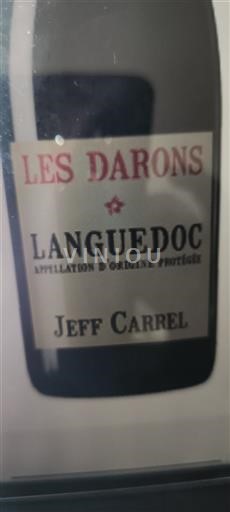 LES DARONS
LANGUEDOC
VINIOU
APPELLATION D'ORIGINE PROTÉGÉE
JEFF CARREL